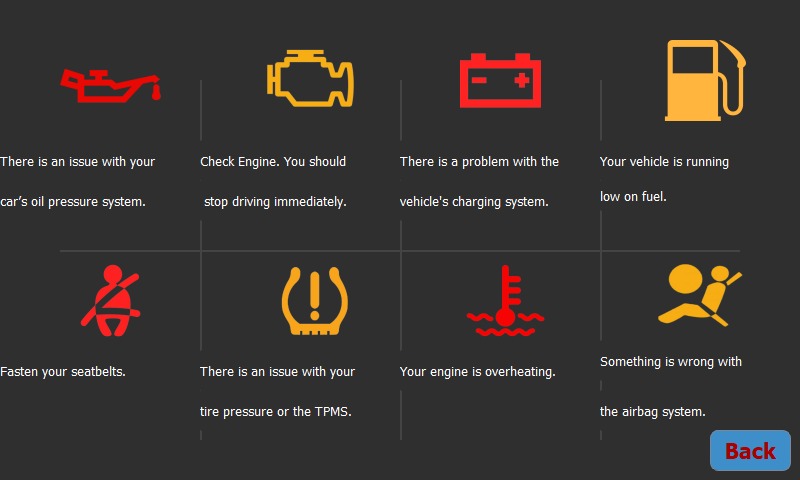 There is an issue with your
car's oil pressure system.
Check Engine. You should
stop driving immediately.
There is a problem with the
vehicle's charging system.
Your vehicle is running
low on fuel.
Fasten your seatbelts.
There is an issue with your
tire pressure or the TPMS.
Your engine is overheating.
Something is wrong with
the airbag system.
Back